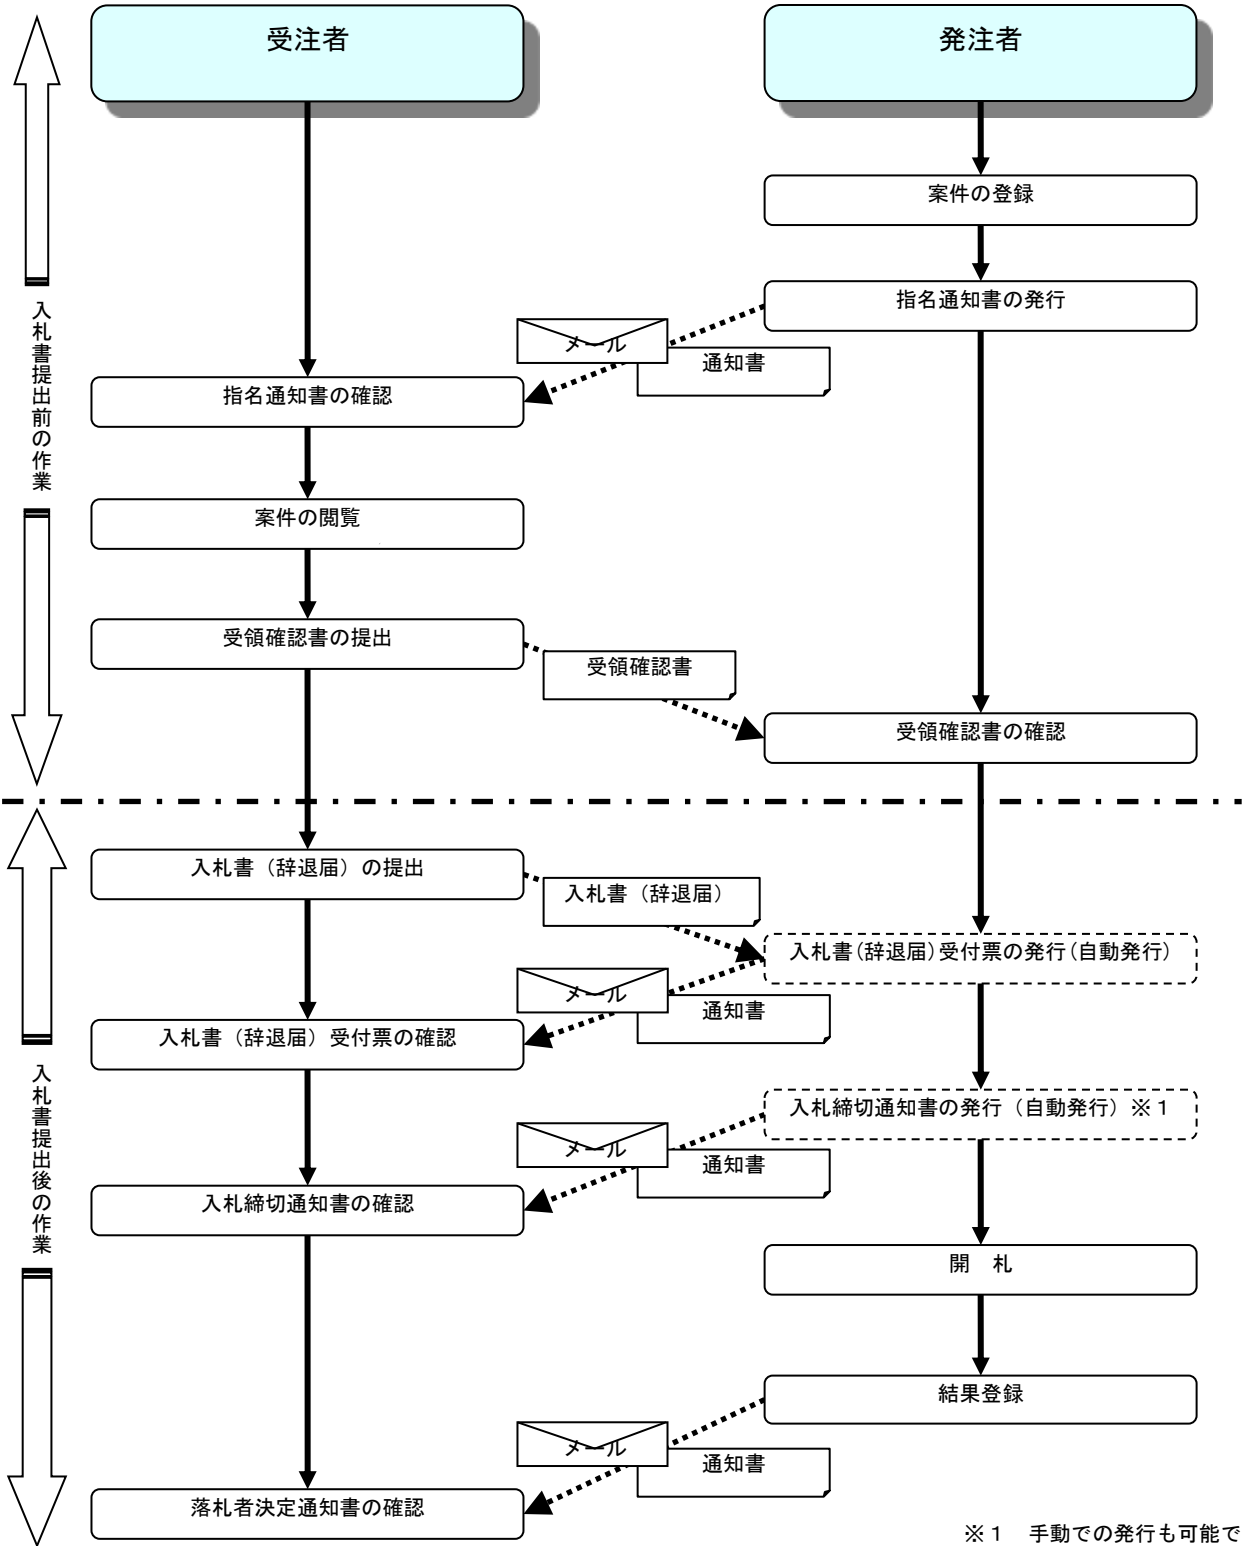 受注者
発注者
案件の登録
指名通知書の発行
メール
通知書
指名通知書の確認
入札書提出前の作業
案件の閲覧
受領確認書の提出
受領確認書
受領確認書の確認
入札書（辞退届）の提出
入札書（辞退届）
入札書(辞退届)受付票の発行(自動発行)
メール
通知書
入札書（辞退届）受付票の確認
入札書提出後の作業
入札締切通知書の発行（自動発行）※１
メール
通知書
入札締切通知書の確認
開　札
結果登録
メール
通知書
落札者決定通知書の確認
※１　手動での発行も可能で